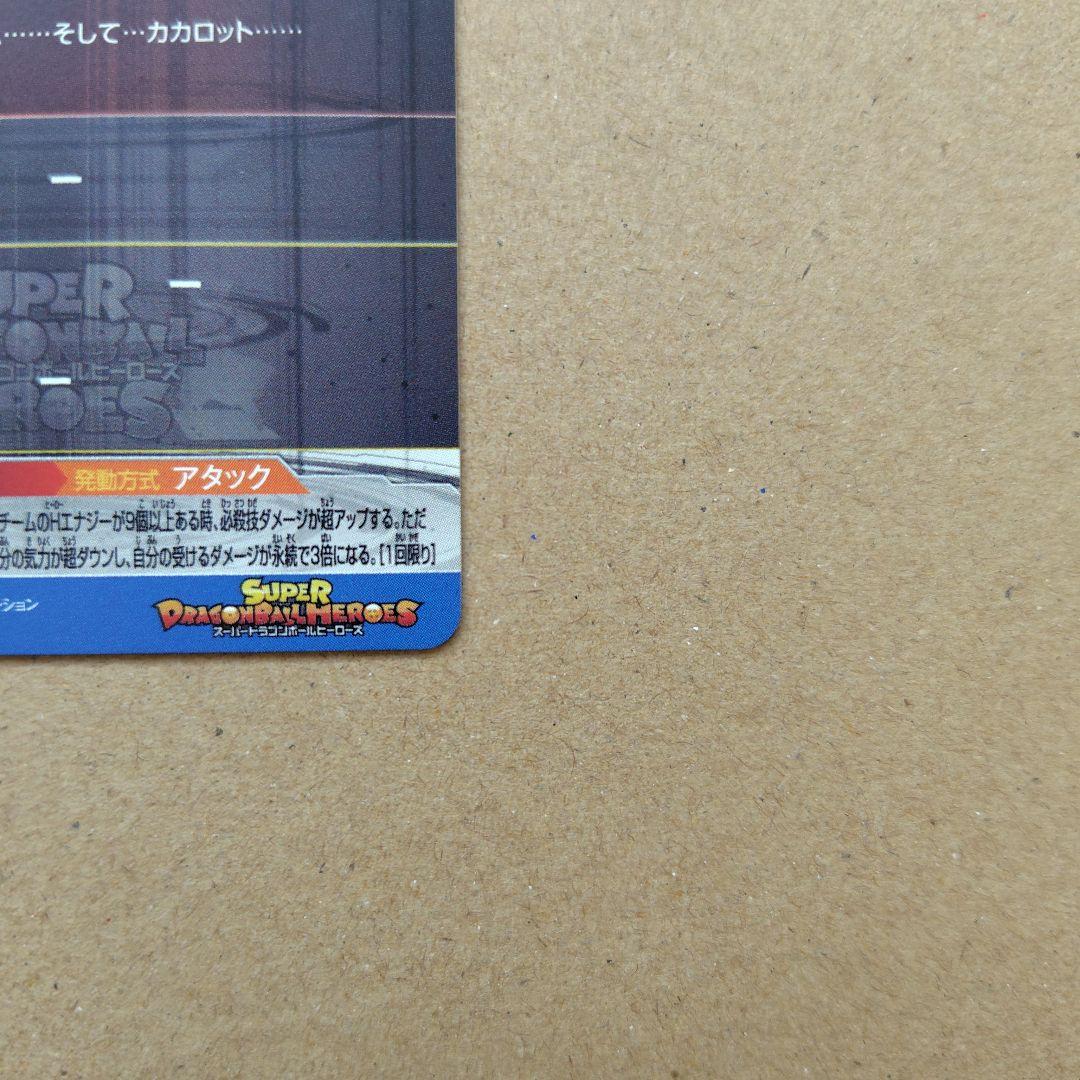 ……そして…カカロット……
SUPER
DRAGONBALL
ドラゴンボールヒーローズ
HEROES
発動方式 アタック
チームのHエナジーが9個以上ある時、必殺技ダメージが超アップする。ただ
分の気力が超ダウンし、自分の受けるダメージが永続で3倍になる。[1回限り]
ーション
SUPER
DRAGONBALL HEROES
スーパードラゴンボールヒーローズ